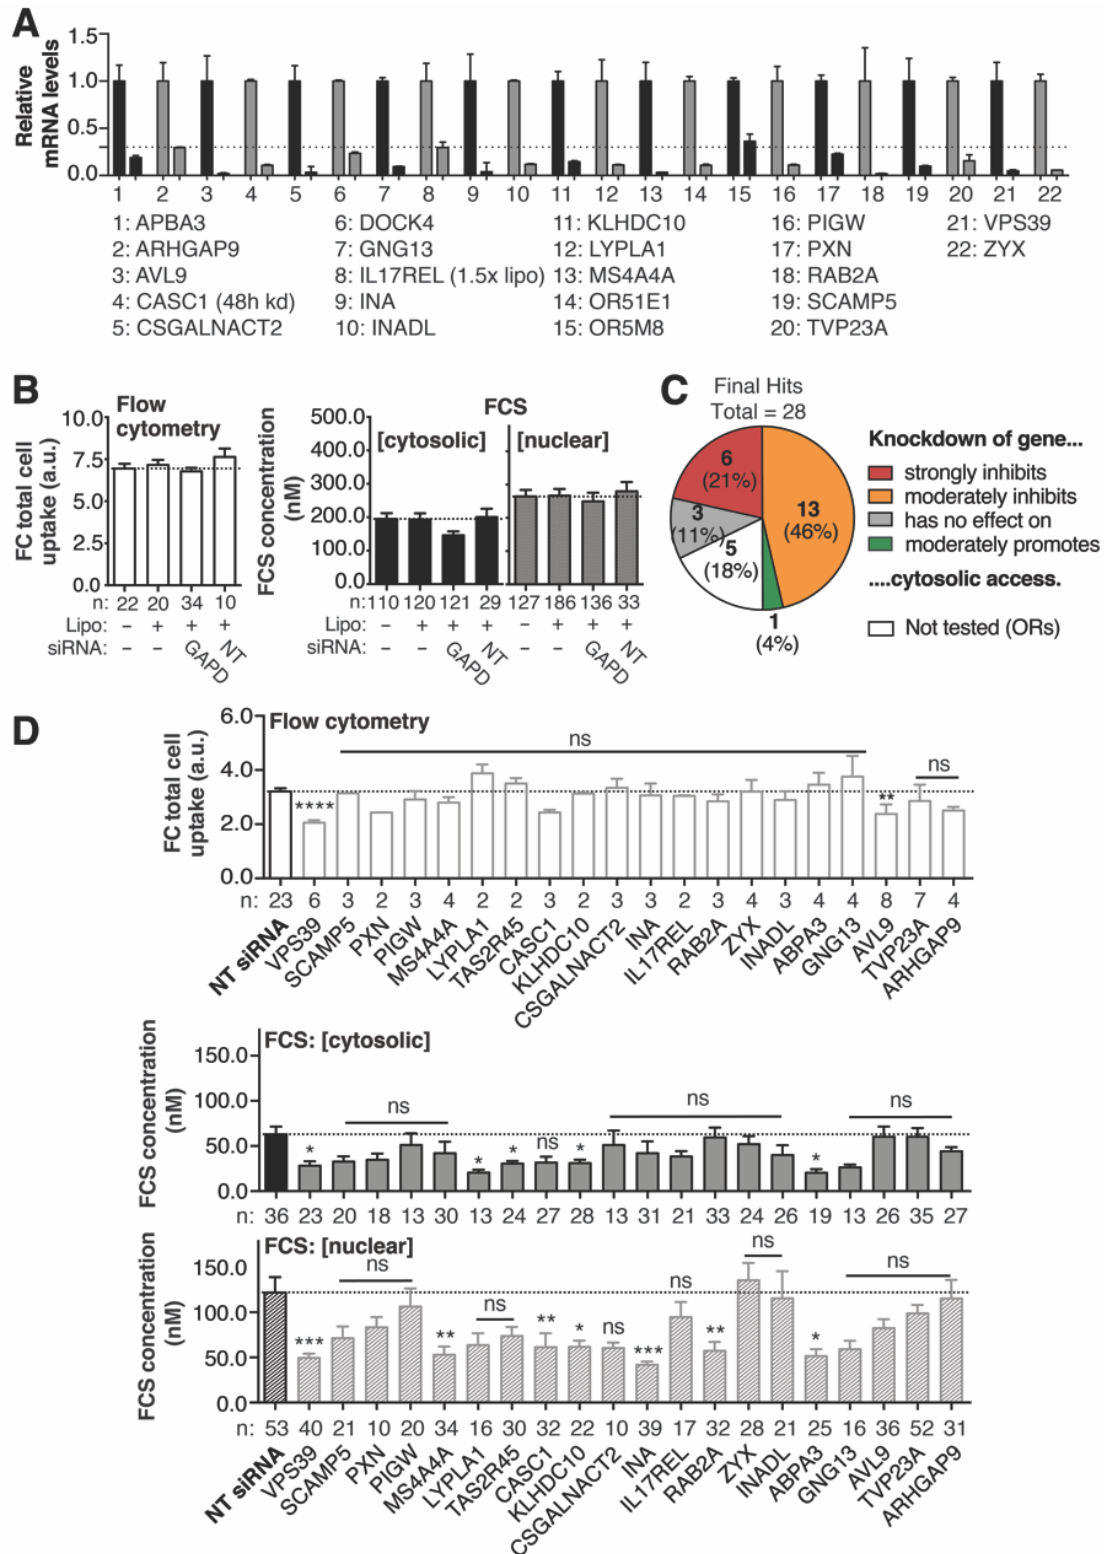 A
Relative
mRNA levels
1.5
1.0
0.5
0.0
1 2 3 4 5 6 7 8 9 10 11 12 13 14 15 16 17 18 19 20 21 22
1: APBA3 6: DOCK4 11: KLHDC10 16: PIGW 21: VPS39
2: ARHGAP9 7: GNG13 12: LYPLA1 17: PXN 22: ZYX
3: AVL9 8: IL17REL (1.5x lipo) 13: MS4A4A 18: RAB2A
4: CASC1 (48h kd) 9: INA 14: OR51E1 19: SCAMP5
5: CSGALNACT2 10: INADL 15: OR5M8 20: TVP23A
B
Flow
cytometry
FC total cell
uptake (a.u.)
10.0
7.5
5.0
2.5
0.0
n: 22 20 34 10
Lipo: - + + +
siRNA: - - GAPD NT
FCS
[cytosolic] [nuclear]
FCS concentration
(nM)
500.0
400.0
300.0
200.0
100.0
0.0
n: 110 120 121 29 127 186 136 33
Lipo: - + + + - + + +
siRNA: - - GAPD NT - - GAPD NT
C
Final Hits
Total = 28
6
(21%)
13
(46%)
3
(11%)
5
(18%)
1
(4%)
Knockdown of gene...
strongly inhibits
moderately inhibits
has no effect on
moderately promotes
....cytosolic access.
Not tested (ORs)
D
Flow cytometry
FC total cell
uptake (a.u.)
6.0
4.0
2.0
0.0
**** ns ** ns
n: 23 6 3 2 3 4 2 2 3 2 3 3 2 3 4 3 4 4 8 7 4
NT siRNA VPS39 SCAMP5 PXN PIGW MS4A4A LYPLA1 TAS2R45 CASC1 KLHDC10 CSGALNACT2 INA IL17REL RAB2A ZYX INADL ABPA3 GNG13 AVL9 TVP23A ARHGAP9
FCS: [cytosolic]
FCS concentration
(nM)
150.0
100.0
50.0
0.0
* ns * * ns * ns * ns
n: 36 23 20 18 13 30 13 24 27 28 13 31 21 33 24 26 19 13 26 35 27
FCS: [nuclear]
FCS concentration
(nM)
150.0
100.0
50.0
0.0
*** ns ** ns ** * ns *** ns ** ns * ns
n: 53 40 21 10 20 34 16 30 32 22 10 39 17 32 28 21 25 16 36 52 31
NT siRNA VPS39 SCAMP5 PXN PIGW MS4A4A LYPLA1 TAS2R45 CASC1 KLHDC10 CSGALNACT2 INA IL17REL RAB2A ZYX INADL ABPA3 GNG13 AVL9 TVP23A ARHGAP9